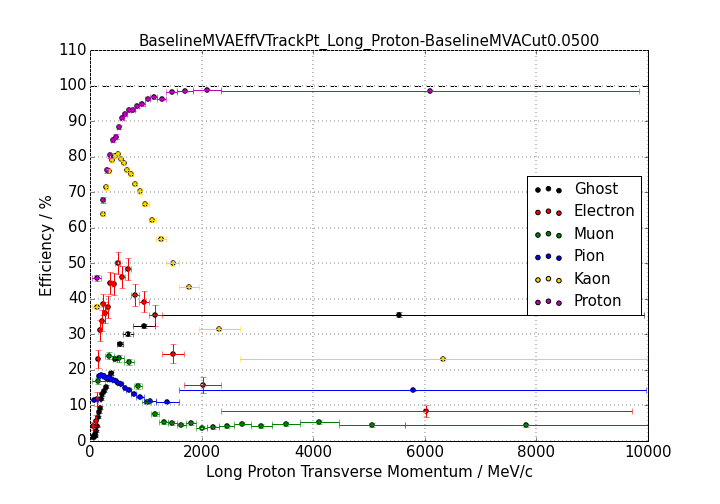 BaselineMVAEffVTrackPt_Long_Proton-BaselineMVACut0.0500
110
100
90
80
70
60
50
40
30
20
10
0
Efficiency / %
Ghost
Electron
Muon
Pion
Kaon
Proton
0
2000
4000
6000
8000
10000
Long Proton Transverse Momentum / MeV/c